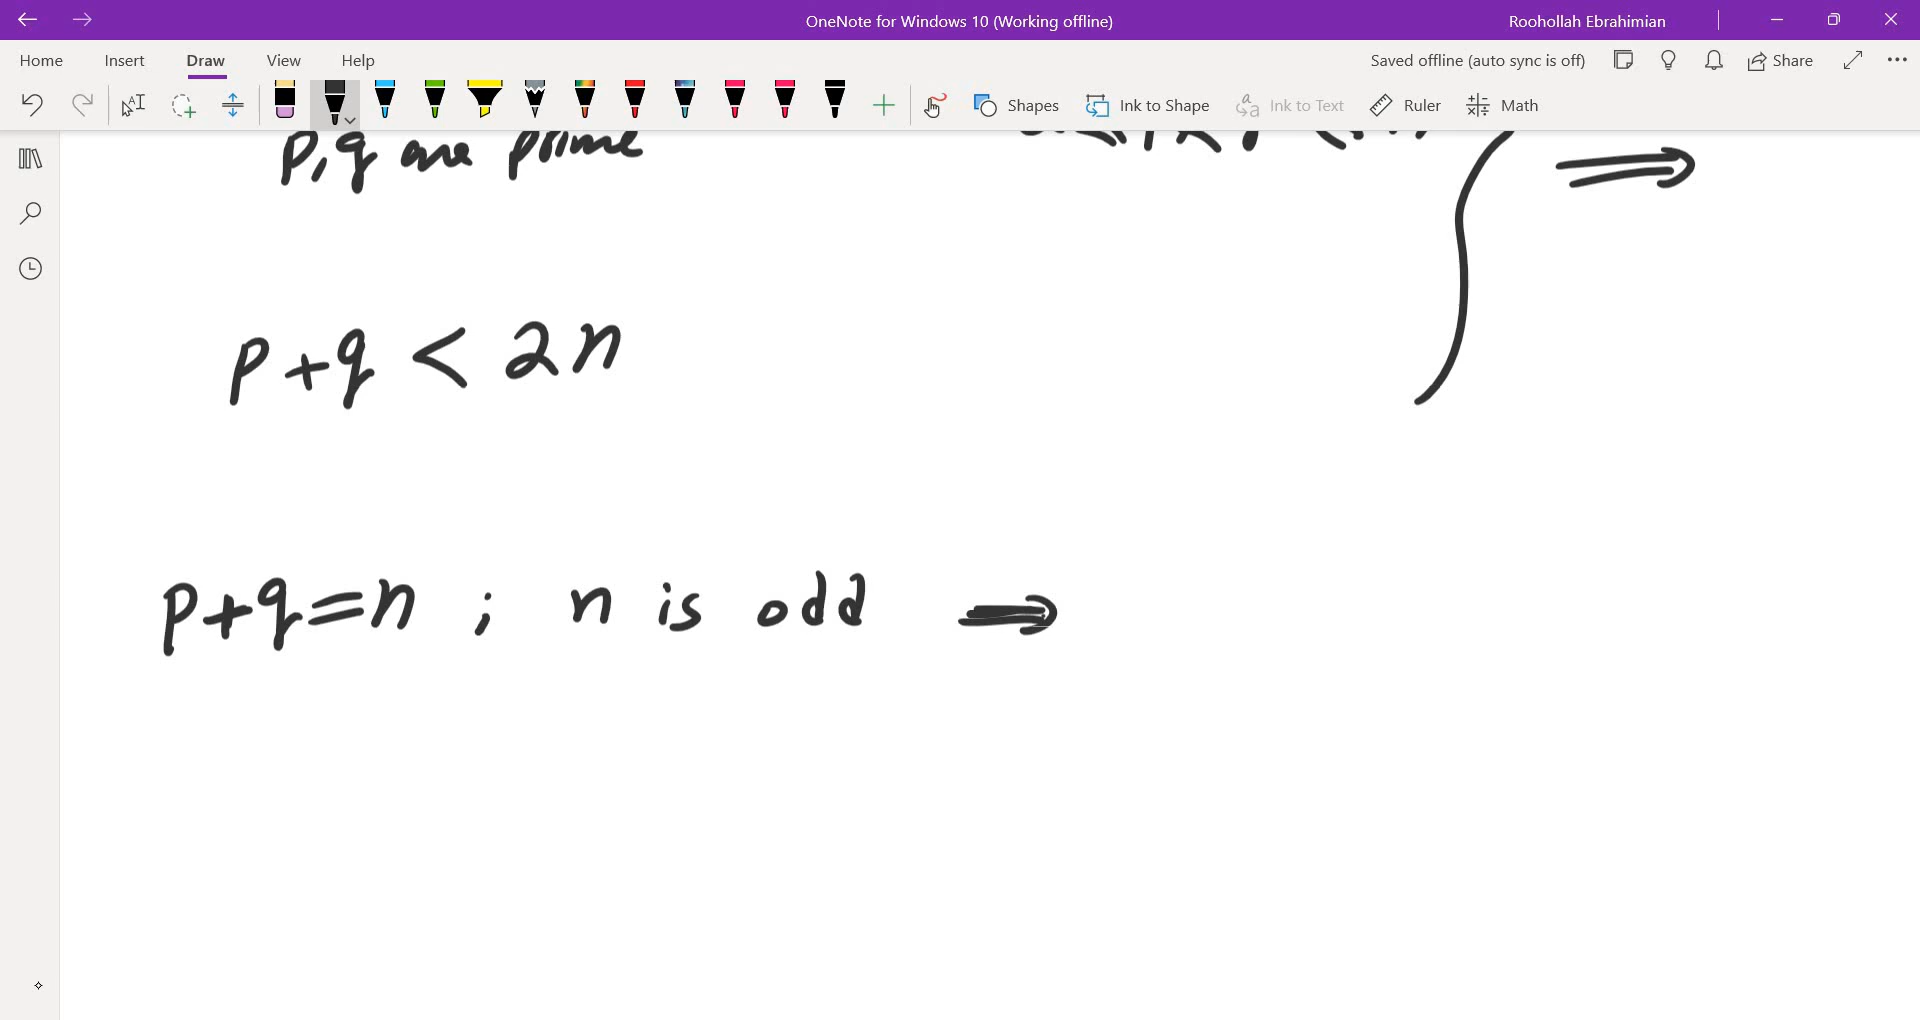 OneNote for Windows 10 (Working offline)
Roohollah Ebrahimian
Home Insert Draw View Help
Saved offline (auto sync is off) Share
Shapes Ink to Shape Ink to Text Ruler Math
p, q are prime
p + q < 2n
p + q = n ; n is odd ⟹